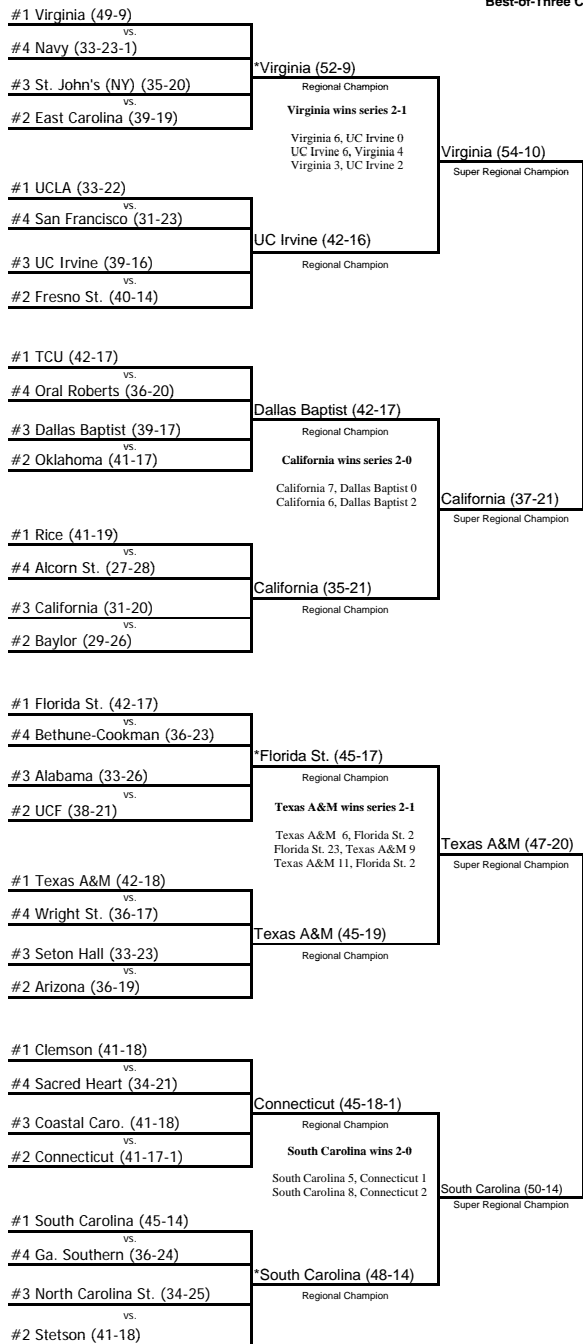 Best-of-Three C
#1 Virginia (49-9)
vs.
#4 Navy (33-23-1)
#3 St. John's (NY) (35-20)
vs.
#2 East Carolina (39-19)
*Virginia (52-9)
Regional Champion
Virginia wins series 2-1
Virginia 6, UC Irvine 0
UC Irvine 6, Virginia 4
Virginia 3, UC Irvine 2
Virginia (54-10)
Super Regional Champion
#1 UCLA (33-22)
vs.
#4 San Francisco (31-23)
#3 UC Irvine (39-16)
vs.
#2 Fresno St. (40-14)
UC Irvine (42-16)
Regional Champion
#1 TCU (42-17)
vs.
#4 Oral Roberts (36-20)
#3 Dallas Baptist (39-17)
vs.
#2 Oklahoma (41-17)
Dallas Baptist (42-17)
Regional Champion
California wins series 2-0
California 7, Dallas Baptist 0
California 6, Dallas Baptist 2
California (37-21)
Super Regional Champion
#1 Rice (41-19)
vs.
#4 Alcorn St. (27-28)
#3 California (31-20)
vs.
#2 Baylor (29-26)
California (35-21)
Regional Champion
#1 Florida St. (42-17)
vs.
#4 Bethune-Cookman (36-23)
#3 Alabama (33-26)
vs.
#2 UCF (38-21)
*Florida St. (45-17)
Regional Champion
Texas A&M wins series 2-1
Texas A&M 6, Florida St. 2
Florida St. 23, Texas A&M 9
Texas A&M 11, Florida St. 2
Texas A&M (47-20)
Super Regional Champion
#1 Texas A&M (42-18)
vs.
#4 Wright St. (36-17)
#3 Seton Hall (33-23)
vs.
#2 Arizona (36-19)
Texas A&M (45-19)
Regional Champion
#1 Clemson (41-18)
vs.
#4 Sacred Heart (34-21)
#3 Coastal Caro. (41-18)
vs.
#2 Connecticut (41-17-1)
Connecticut (45-18-1)
Regional Champion
South Carolina wins 2-0
South Carolina 5, Connecticut 1
South Carolina 8, Connecticut 2
South Carolina (50-14)
Super Regional Champion
#1 South Carolina (45-14)
vs.
#4 Ga. Southern (36-24)
#3 North Carolina St. (34-25)
vs.
#2 Stetson (41-18)
*South Carolina (48-14)
Regional Champion